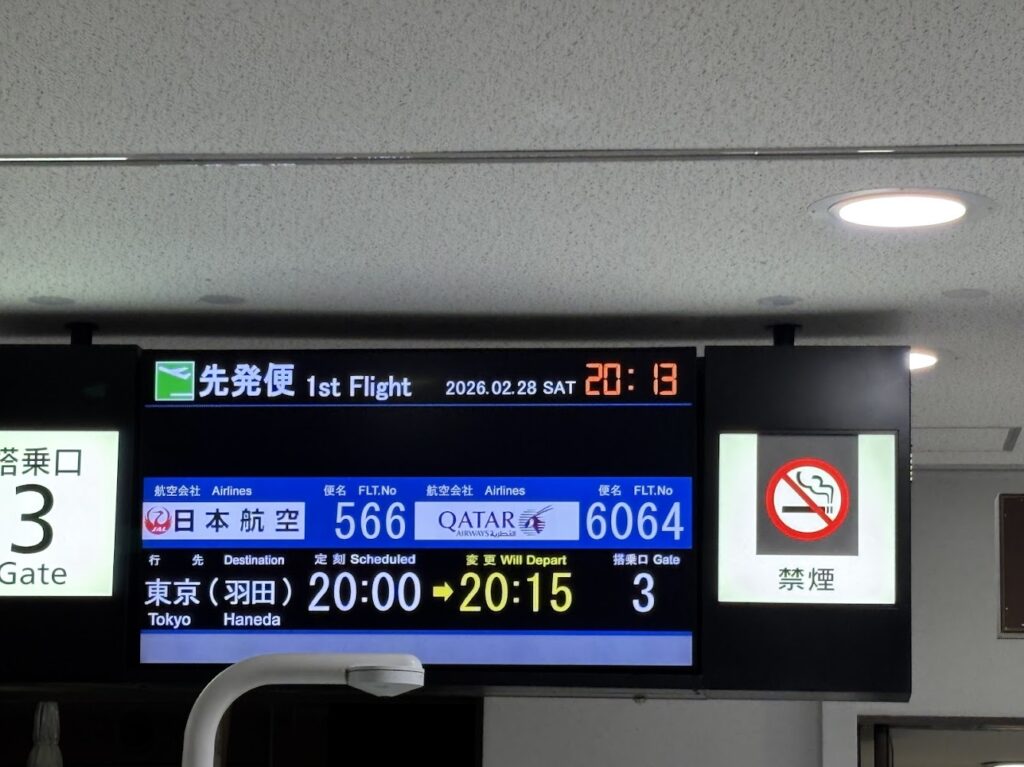 先発便 1st Flight 2026.02.28 SAT 20:13
搭乗口
3
Gate
航空会社 Airlines 便名 FLT.No 航空会社 Airlines 便名 FLT.No
JAL 日本航空 566 QATAR AIRWAYS القطرية 6064
行先 Destination 定刻 Scheduled 変更 Will Depart 搭乗口 Gate
東京(羽田) 20:00 ➡ 20:15 3
Tokyo Haneda
禁煙